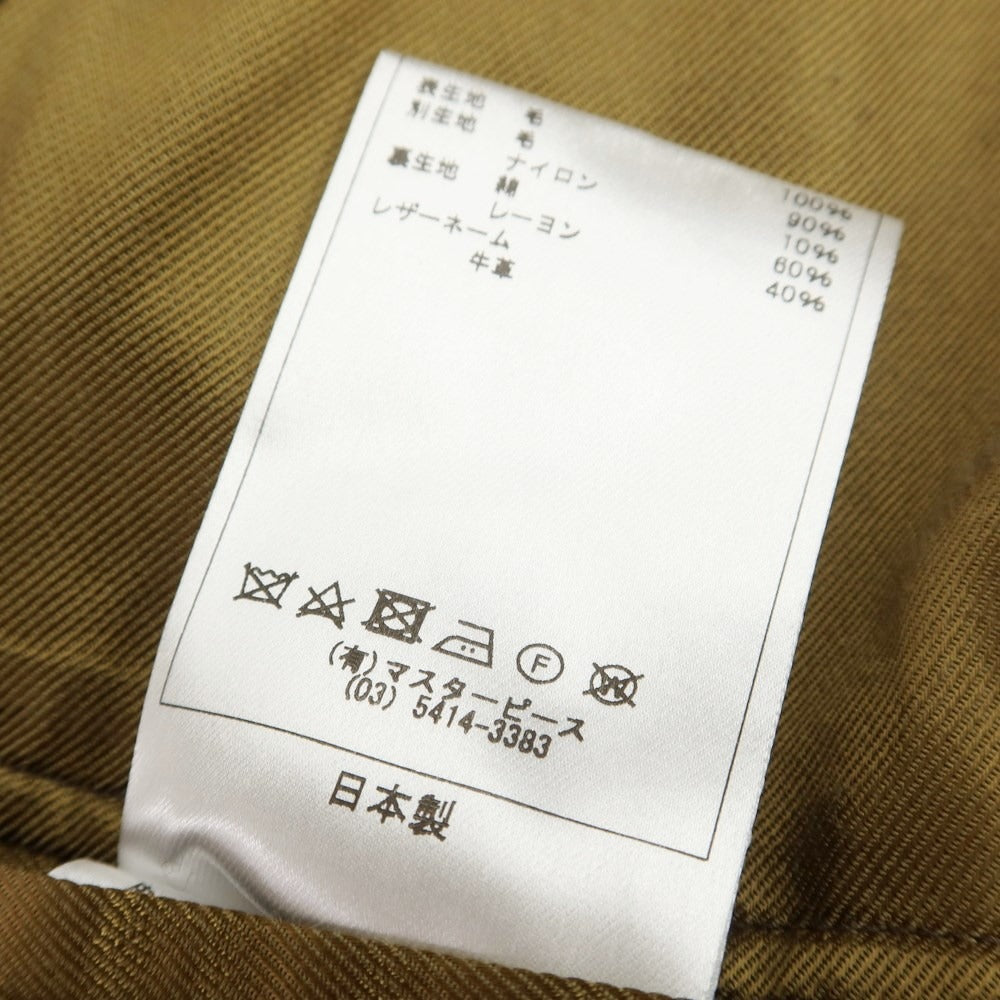 表生地 毛 100%
別生地 毛 90%
ナイロン 10%
裏生地 綿 60%
レーヨン 40%
レザーネーム
牛革
F
W
(有)マスターピース
(03) 5414-3383
日本製